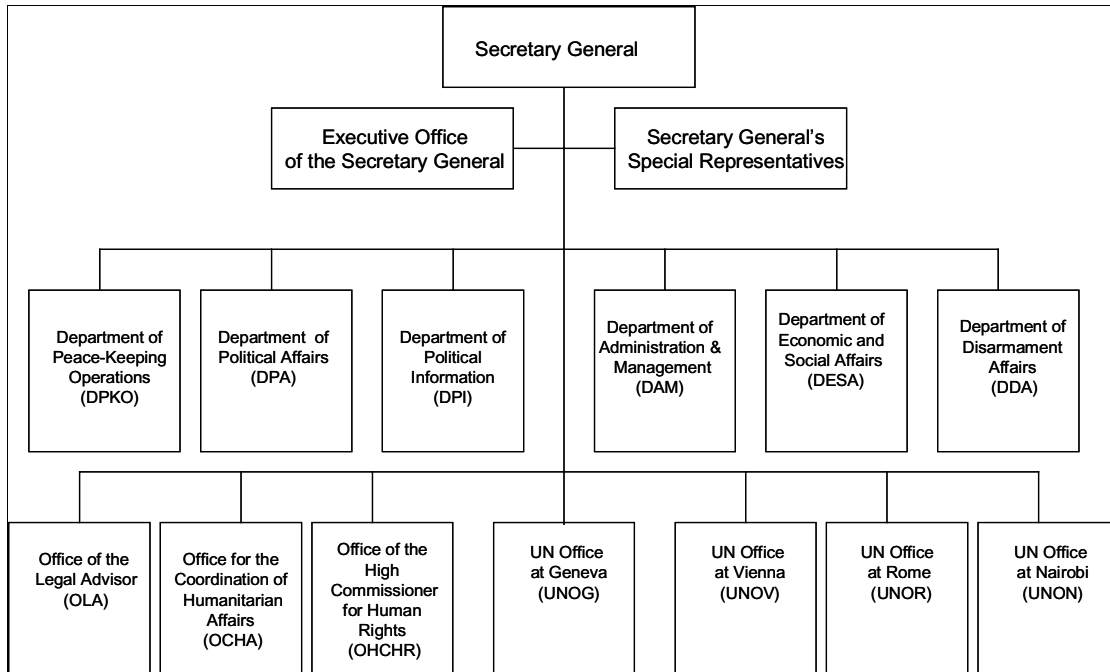 Secretary General
Executive Office
of the Secretary General
Secretary General's
Special Representatives
Department of
Peace-Keeping
Operations
(DPKO)
Department of
Political Affairs
(DPA)
Department of
Political
Information
(DPI)
Department of
Administration &
Management
(DAM)
Department of
Economic and
Social Affairs
(DESA)
Department of
Disarmament
Affairs
(DDA)
Office of the
Legal Advisor
(OLA)
Office for the
Coordination of
Humanitarian
Affairs
(OCHA)
Office of the
High
Commissioner
for Human
Rights
(OHCHR)
UN Office
at Geneva
(UNOG)
UN Office
at Vienna
(UNOV)
UN Office
at Rome
(UNOR)
UN Office
at Nairobi
(UNON)